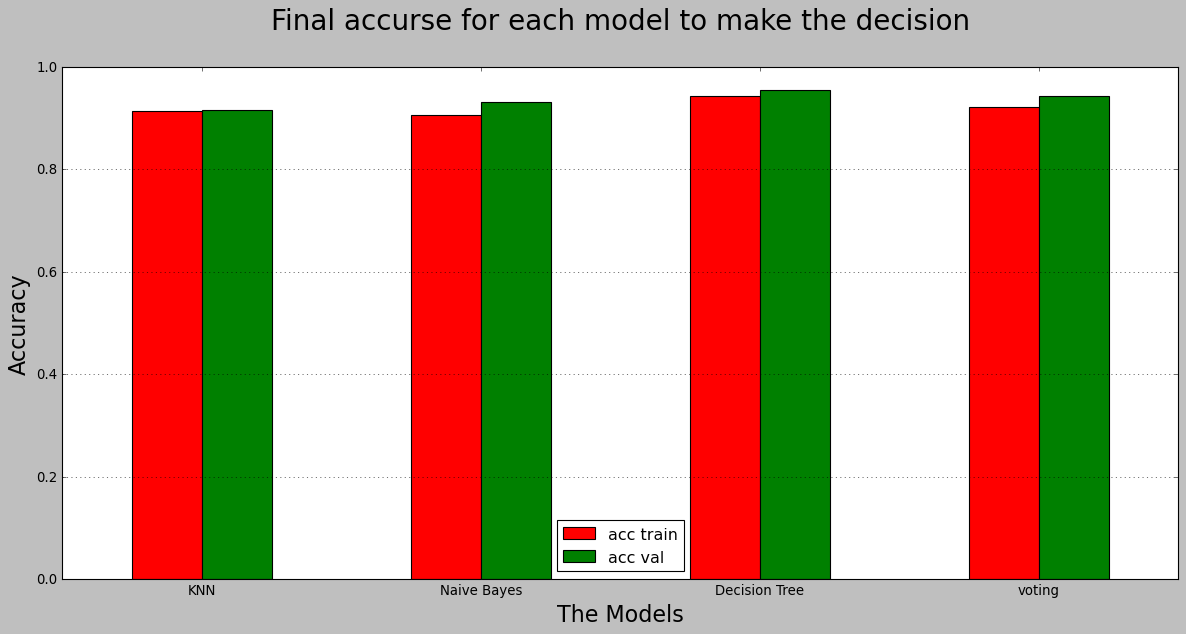 Final accurse for each model to make the decision
1.0
0.8
0.6
0.4
0.2
0.0
Accuracy
acc train
acc val
KNN Naive Bayes Decision Tree voting
The Models